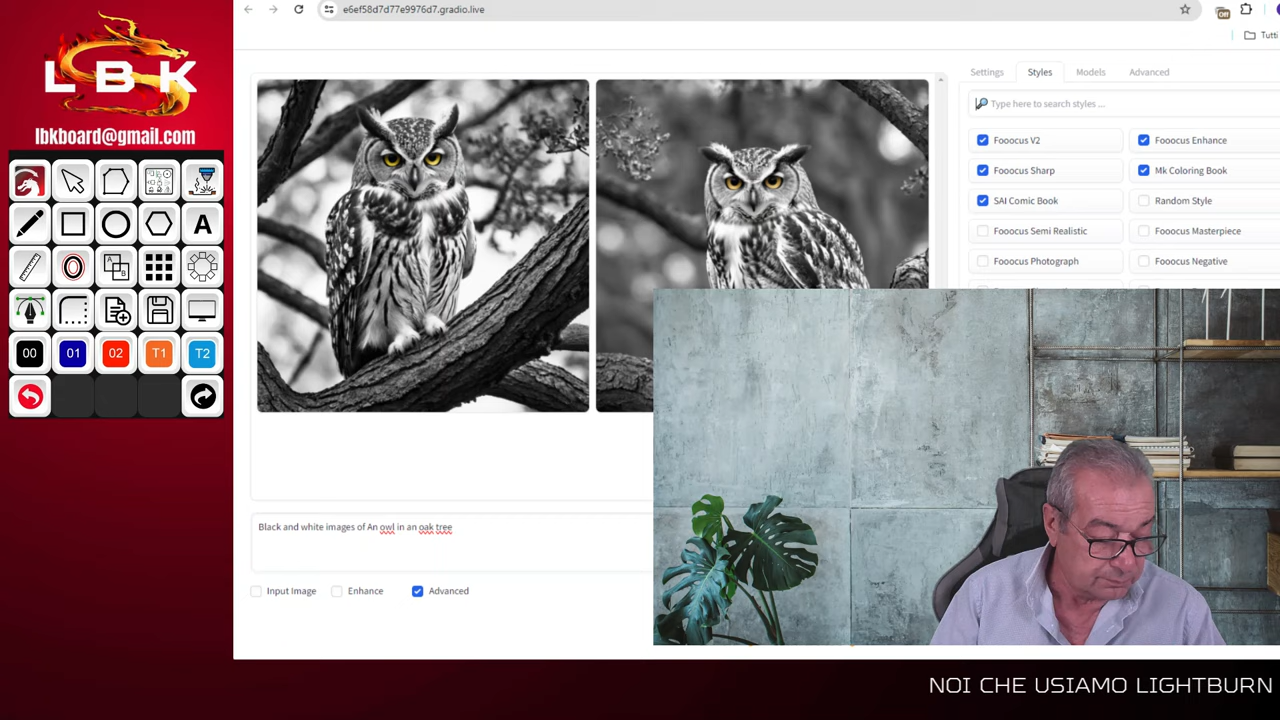 LBK
lbkboard@gmail.com
A
A
B
00
01
02
T1
T2
e6ef58d7d77e9976d7.gradio.live
Off
Tutti
Settings
Styles
Models
Advanced
Type here to search styles ...
Fooocus V2
Fooocus Enhance
Fooocus Sharp
Mk Coloring Book
SAI Comic Book
Random Style
Fooocus Semi Realistic
Fooocus Masterpiece
Fooocus Photograph
Fooocus Negative
Black and white images of An owl in an oak tree
Input Image
Enhance
Advanced
NOI CHE USIAMO LIGHTBURN